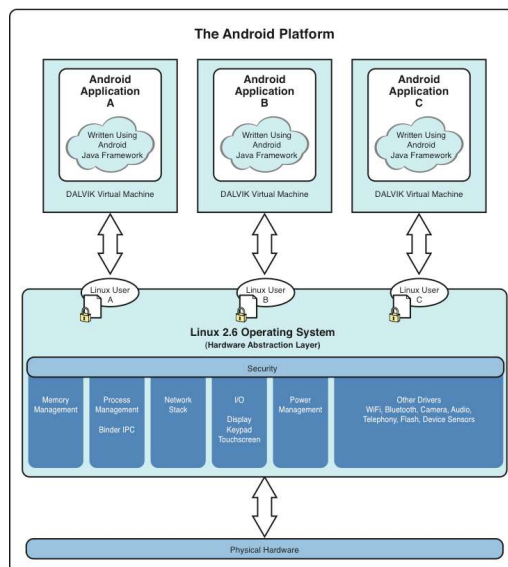 The Android Platform
Android
Application
A
Written Using
Android
Java Framework
DALVIK Virtual Machine
Android
Application
B
Written Using
Android
Java Framework
DALVIK Virtual Machine
Android
Application
C
Written Using
Android
Java Framework
DALVIK Virtual Machine
Linux User
A
Linux User
B
Linux User
C
Linux 2.6 Operating System
(Hardware Abstraction Layer)
Security
Memory
Management
Process
Management
Binder IPC
Network
Stack
I/O
Display
Keypad
Touchscreen
Power
Management
Other Drivers
WiFi, Bluetooth, Camera, Audio,
Telephony, Flash, Device Sensors
Physical Hardware